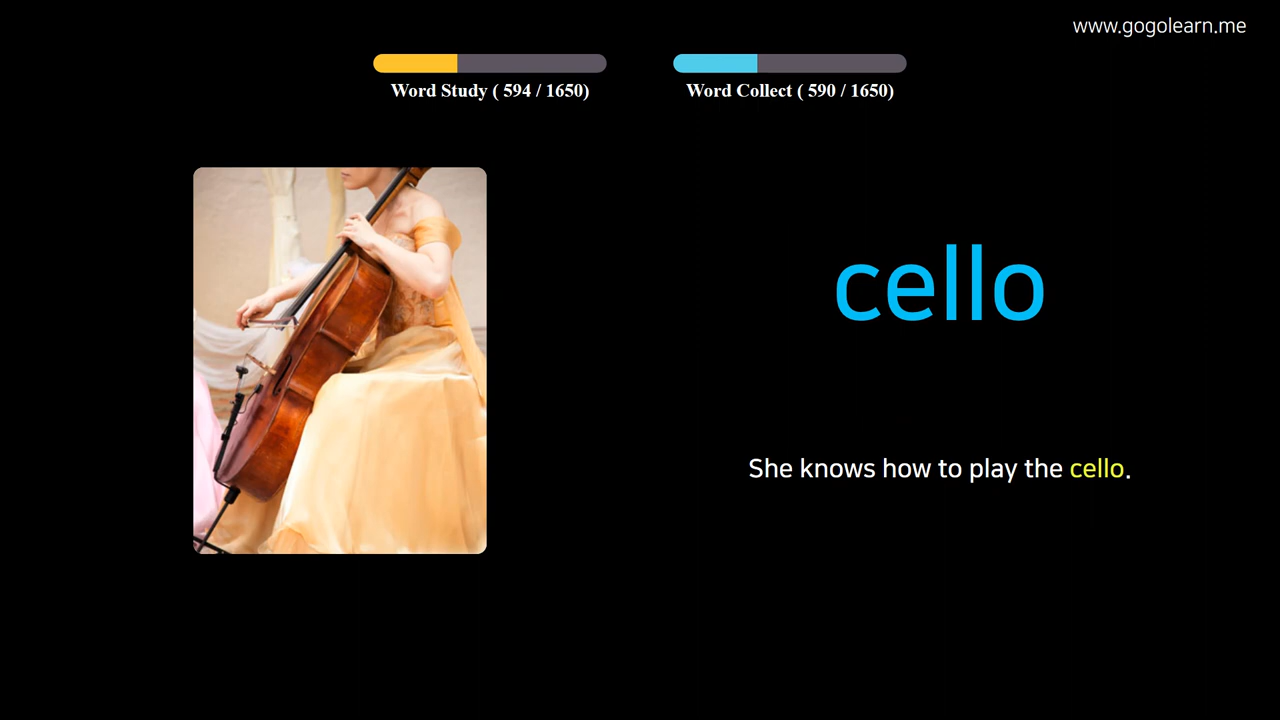 www.gogolearn.me
Word Study ( 594 / 1650)
Word Collect ( 590 / 1650)
cello
She knows how to play the cello.